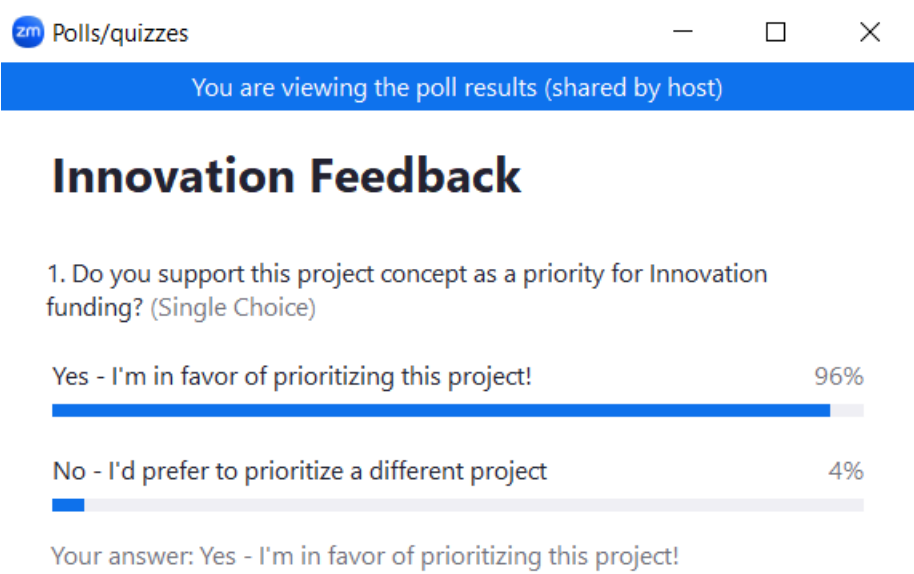 zm Polls/quizzes
You are viewing the poll results (shared by host)
Innovation Feedback
1. Do you support this project concept as a priority for Innovation
funding? (Single Choice)
Yes - I'm in favor of prioritizing this project! 96%
No - I'd prefer to prioritize a different project 4%
Your answer: Yes - I'm in favor of prioritizing this project!